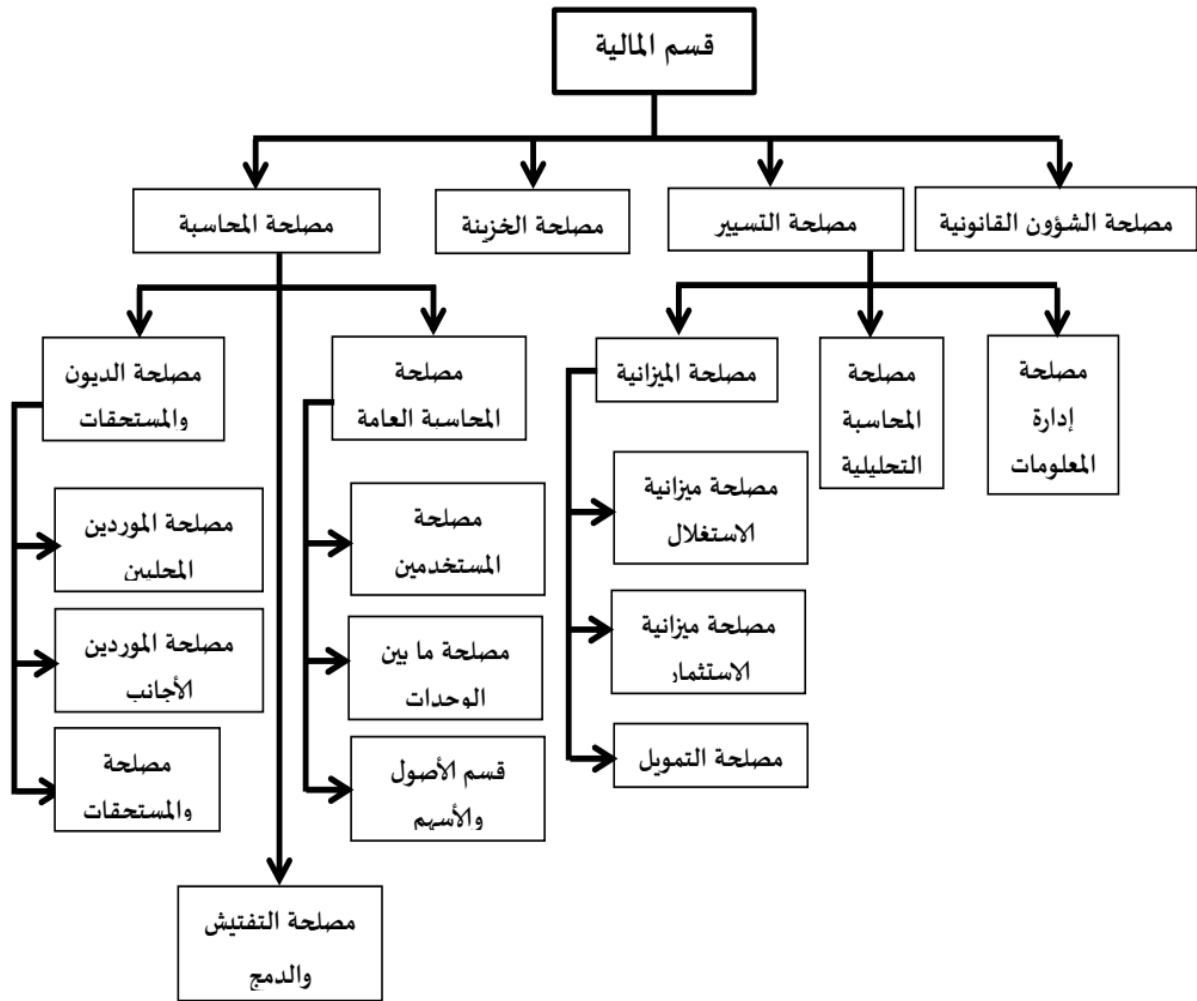 قسم المالية
مصلحة الشؤون القانونية
مصلحة التسيير
مصلحة الخزينة
مصلحة المحاسبة
مصلحة
إدارة
المعلومات
مصلحة
المحاسبة
التحليلية
مصلحة الميزانية
مصلحة
المحاسبة العامة
مصلحة الديون
والمستحقات
مصلحة ميزانية
الاستغلال
مصلحة
المستخدمين
مصلحة الموردين
المحليين
مصلحة ميزانية
الاستثمار
مصلحة ما بين
الوحدات
مصلحة الموردين
الأجانب
مصلحة التمويل
قسم الأصول
والأسهم
مصلحة
والمستحقات
مصلحة التفتيش
والدمج